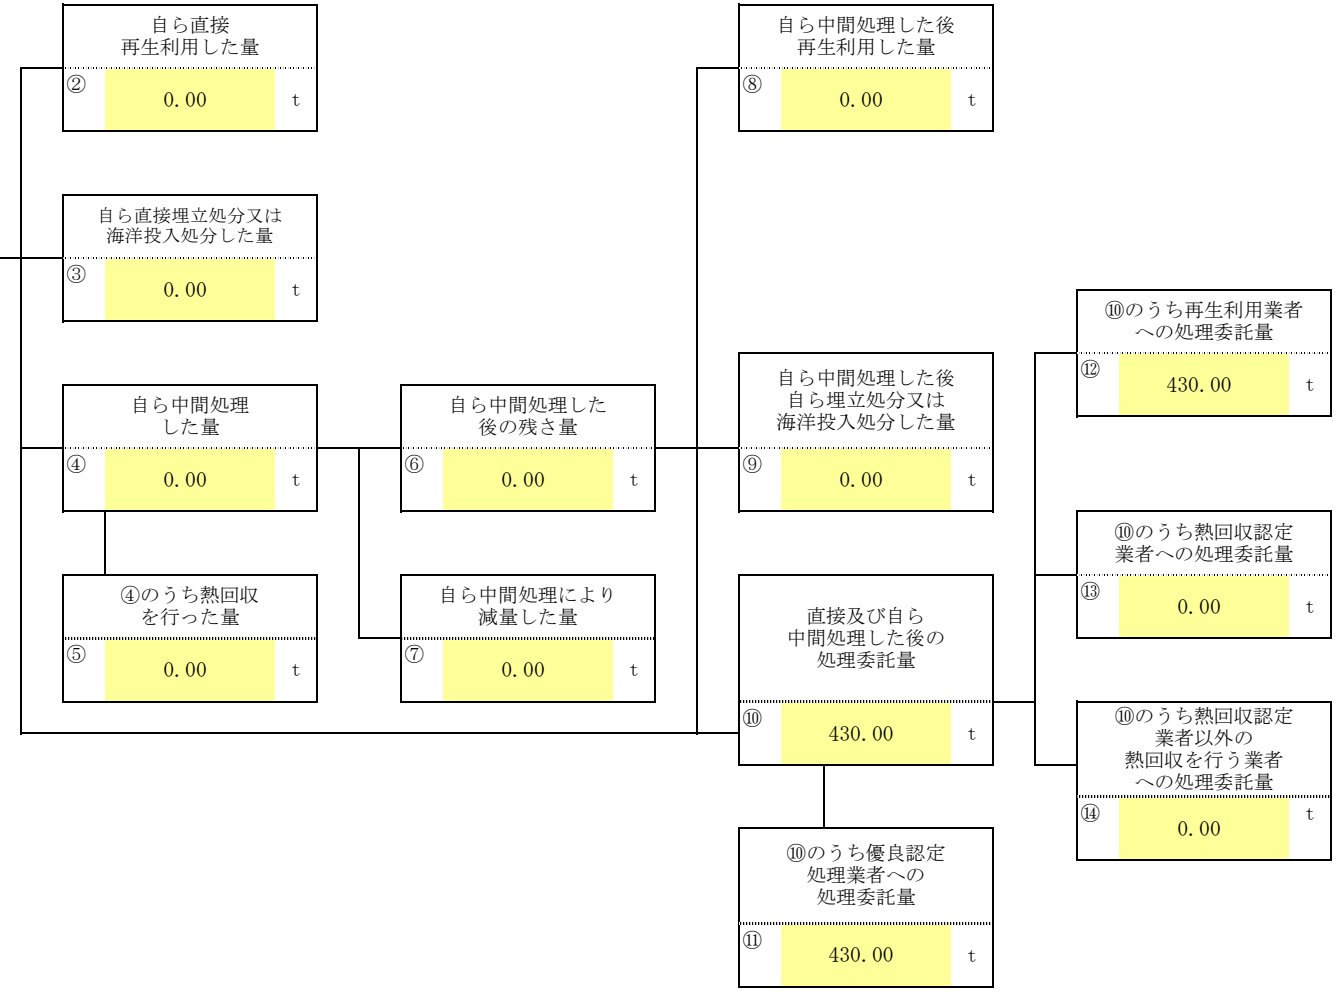 自ら直接
再生利用した量
②
0.00
t
自ら直接埋立処分又は
海洋投入処分した量
③
0.00
t
自ら中間処理
した量
④
0.00
t
④のうち熱回収
を行った量
⑤
0.00
t
自ら中間処理した
後の残さ量
⑥
0.00
t
自ら中間処理により
減量した量
⑦
0.00
t
自ら中間処理した後
再生利用した量
⑧
0.00
t
自ら中間処理した後
自ら埋立処分又は
海洋投入処分した量
⑨
0.00
t
直接及び自ら
中間処理した後の
処理委託量
⑩
430.00
t
⑩のうち優良認定
処理業者への
処理委託量
⑪
430.00
t
⑩のうち再生利用業者
への処理委託量
⑫
430.00
t
⑩のうち熱回収認定
業者への処理委託量
⑬
0.00
t
⑩のうち熱回収認定
業者以外の
熱回収を行う業者
への処理委託量
⑭
0.00
t